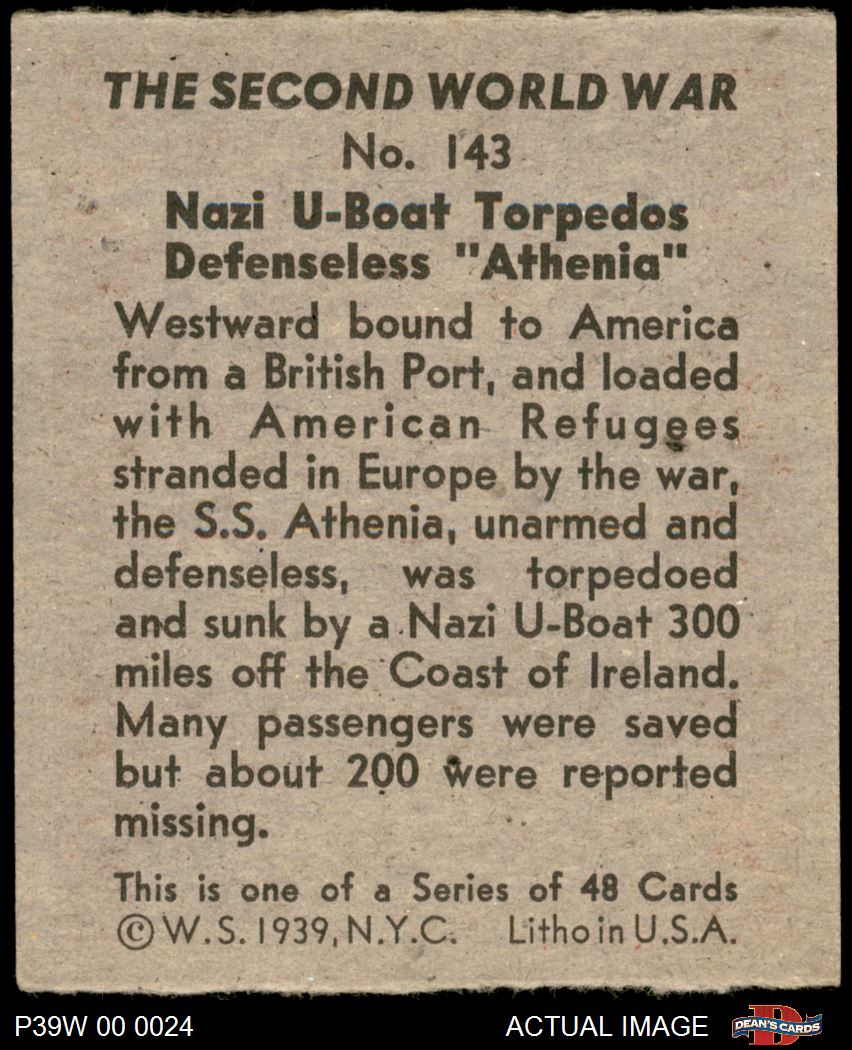 THE SECOND WORLD WAR
No. 143
Nazi U-Boat Torpedos
Defenseless "Athenia"
Westward bound to America
from a British Port, and loaded
with American Refugees
stranded in Europe by the war,
the S.S. Athenia, unarmed and
defenseless, was torpedoed
and sunk by a Nazi U-Boat 300
miles off the Coast of Ireland.
Many passengers were saved
but about 200 were reported
missing.
This is one of a Series of 48 Cards
©W.S. 1939, N.Y.C. Litho in U.S.A.
P39W 00 0024 ACTUAL IMAGE D DEAN'S CARDS